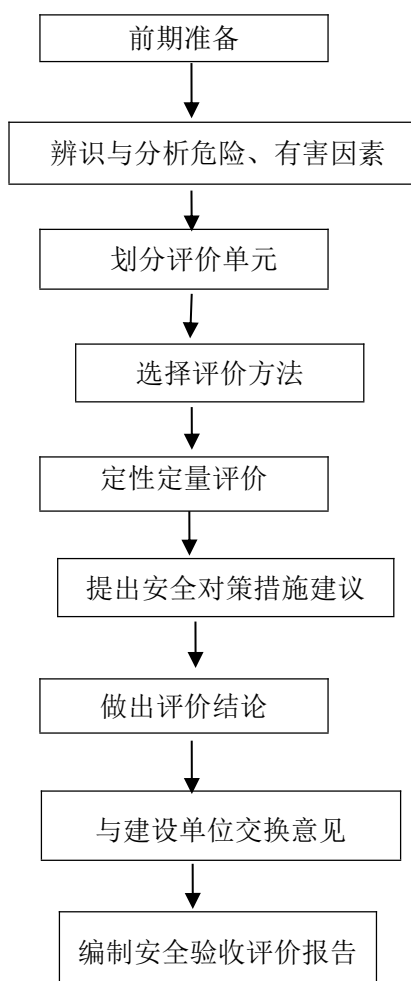 前期准备
辨识与分析危险、有害因素
划分评价单元
选择评价方法
定性定量评价
提出安全对策措施建议
做出评价结论
与建设单位交换意见
编制安全验收评价报告